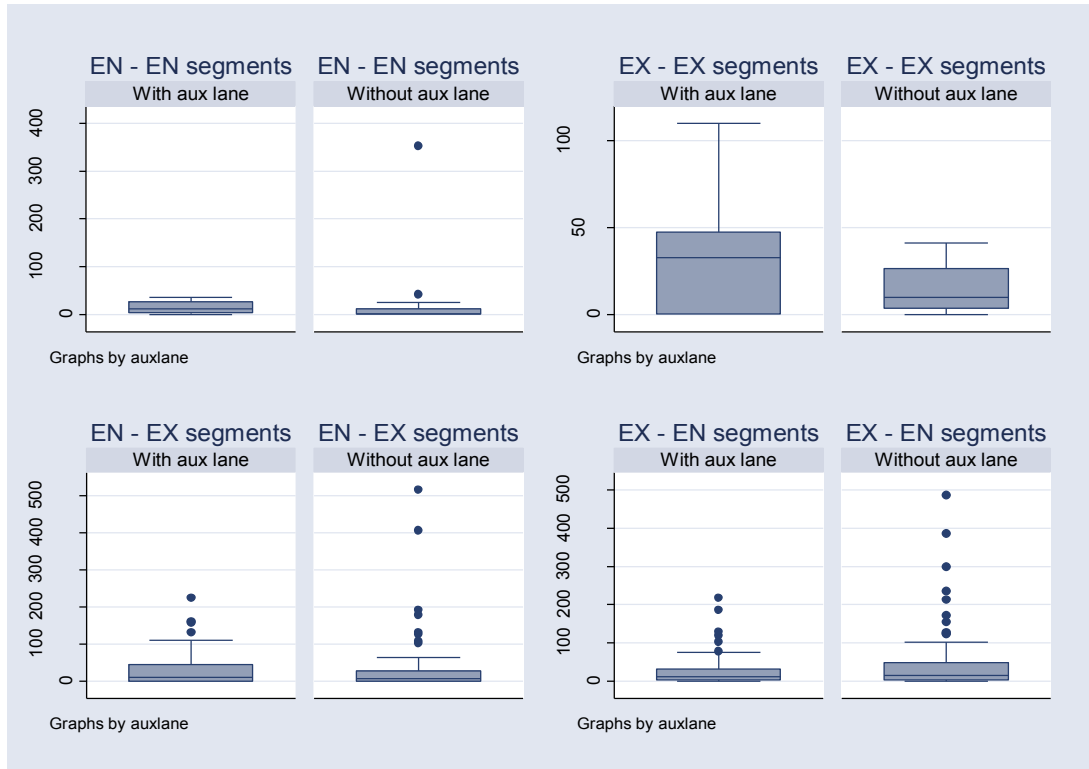 EN - EN segments EN - EN segments
With aux lane Without aux lane
400
300
200
100
0
Graphs by auxlane
EX - EX segments EX - EX segments
With aux lane Without aux lane
100
50
0
Graphs by auxlane
EN - EX segments EN - EX segments
With aux lane Without aux lane
500
400
300
200
100
0
Graphs by auxlane
EX - EN segments EX - EN segments
With aux lane Without aux lane
500
400
300
200
100
0
Graphs by auxlane